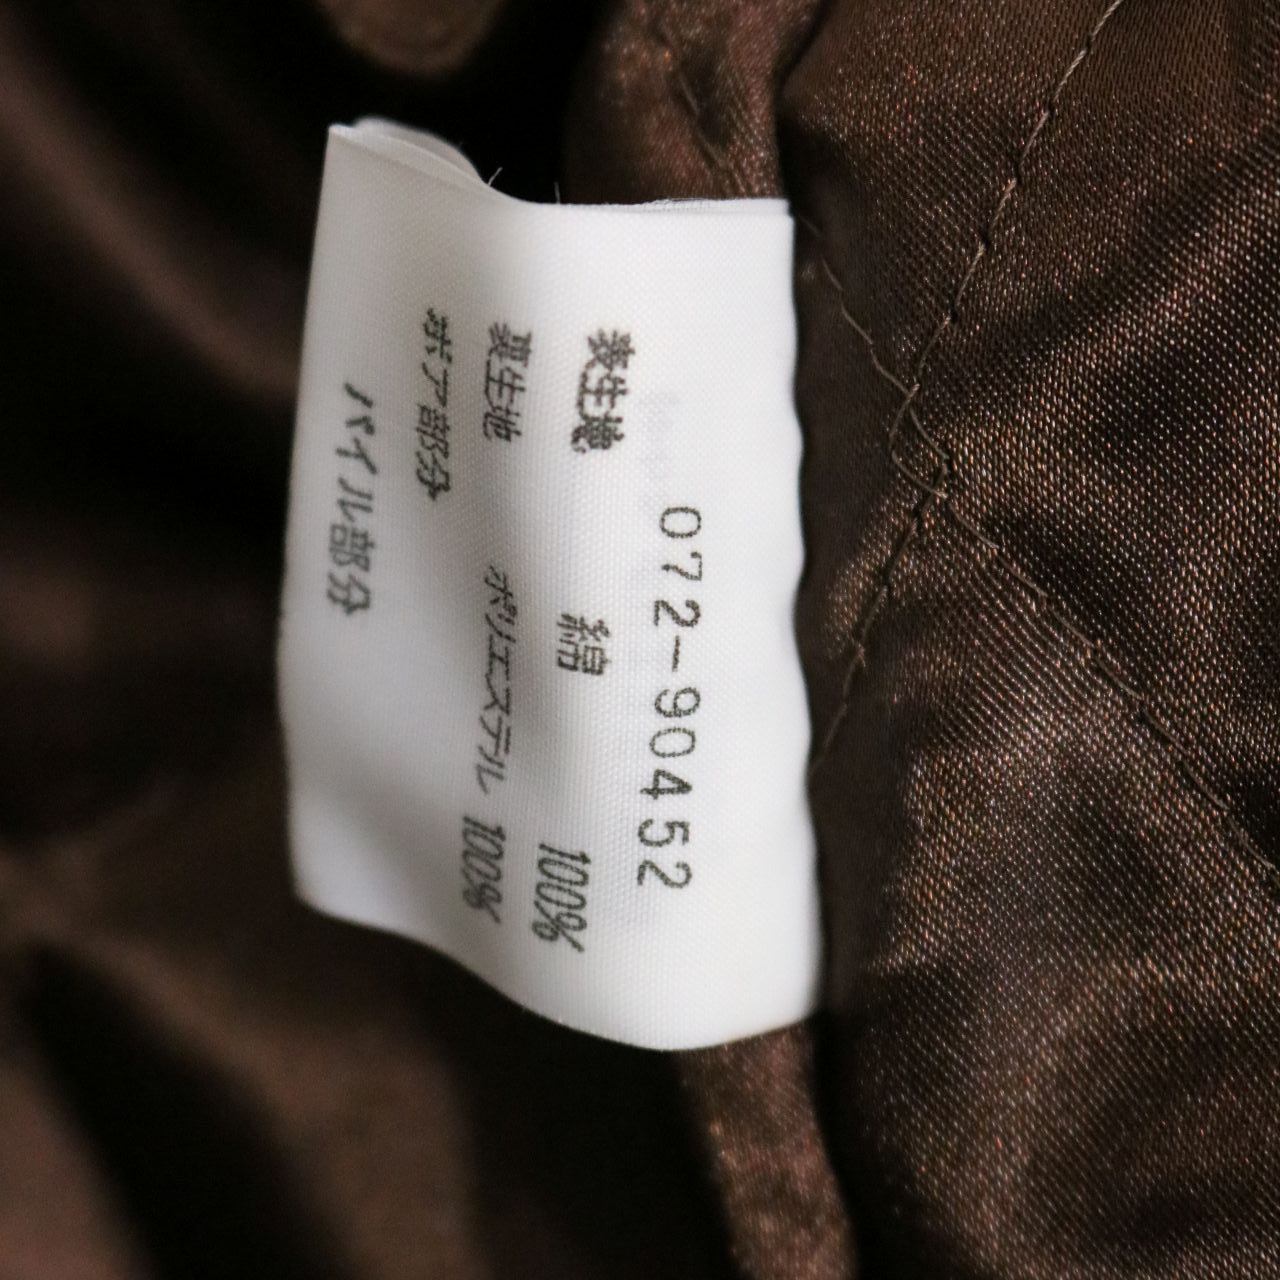 072-90452
表生地 綿 100%
裏生地 ポリエステル 100%
ボア部分
パイル部分